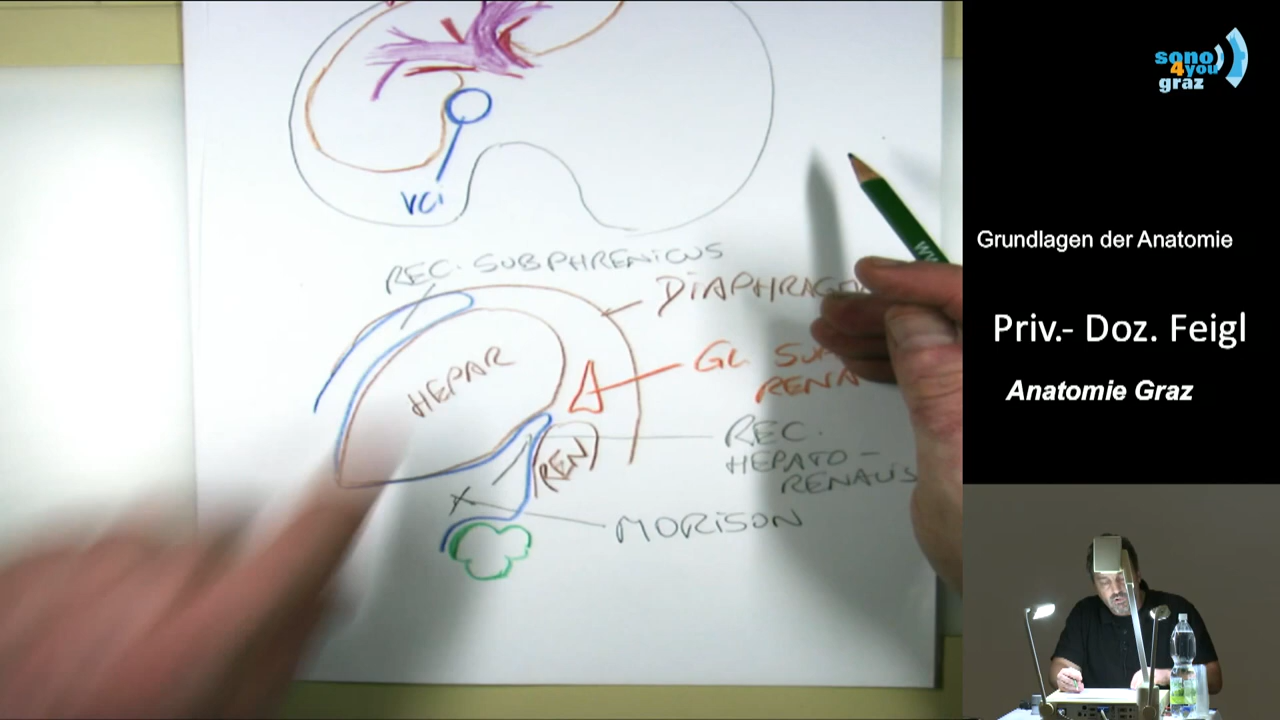 VCi
REC. SUBPHRENiCUS
HEPAR
GL.
REC.
HEPATO-
RENALiS
REN
MORiSON
sono
4you
graz
Grundlagen der Anatomie
Priv.- Doz. Feigl
Anatomie Graz